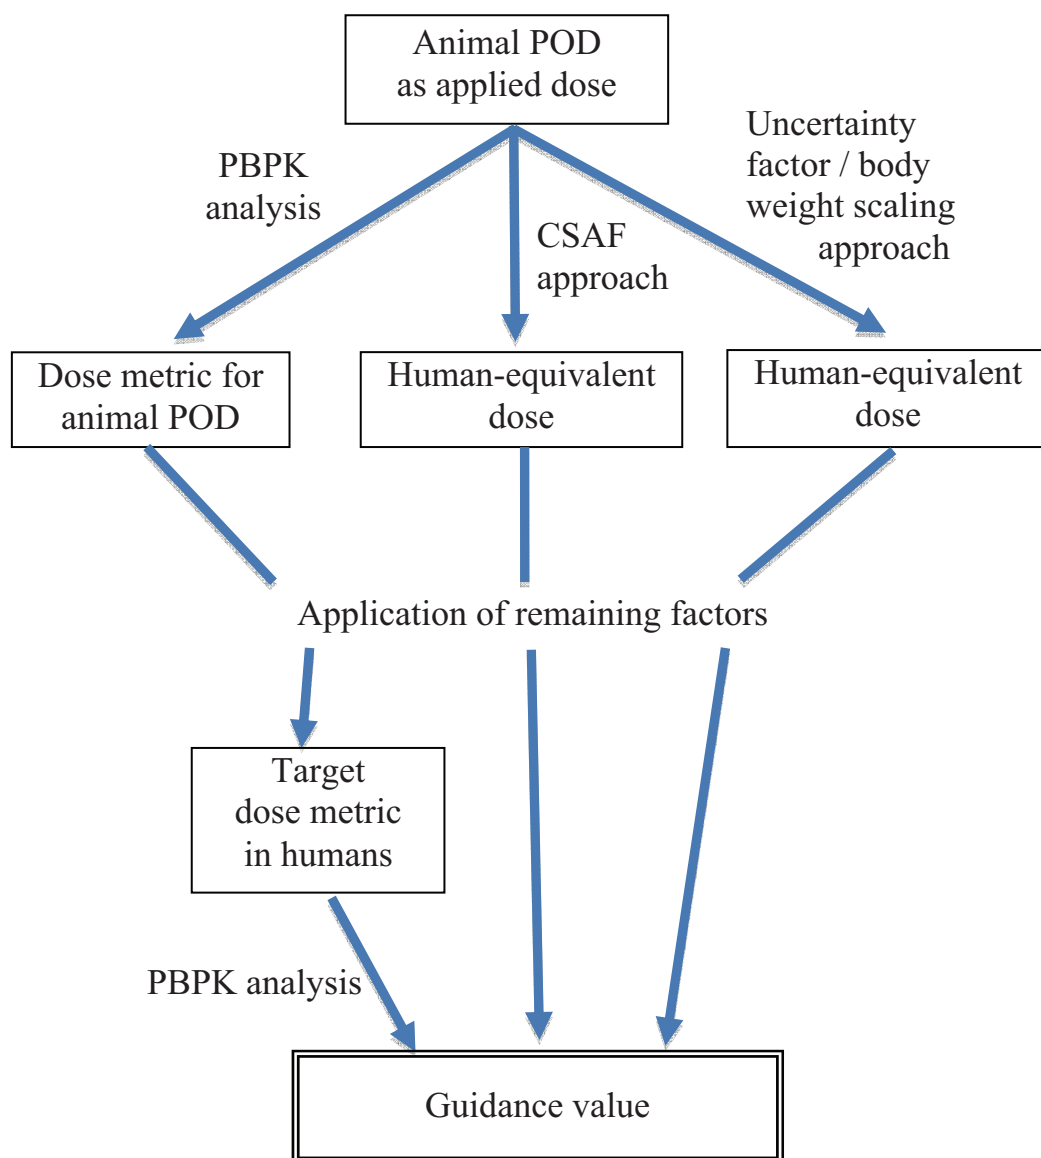 Animal POD
as applied dose
PBPK
analysis
CSAF
approach
Uncertainty
factor / body
weight scaling
approach
Dose metric for
animal POD
Human-equivalent
dose
Human-equivalent
dose
Application of remaining factors
Target
dose metric
in humans
PBPK analysis
Guidance value